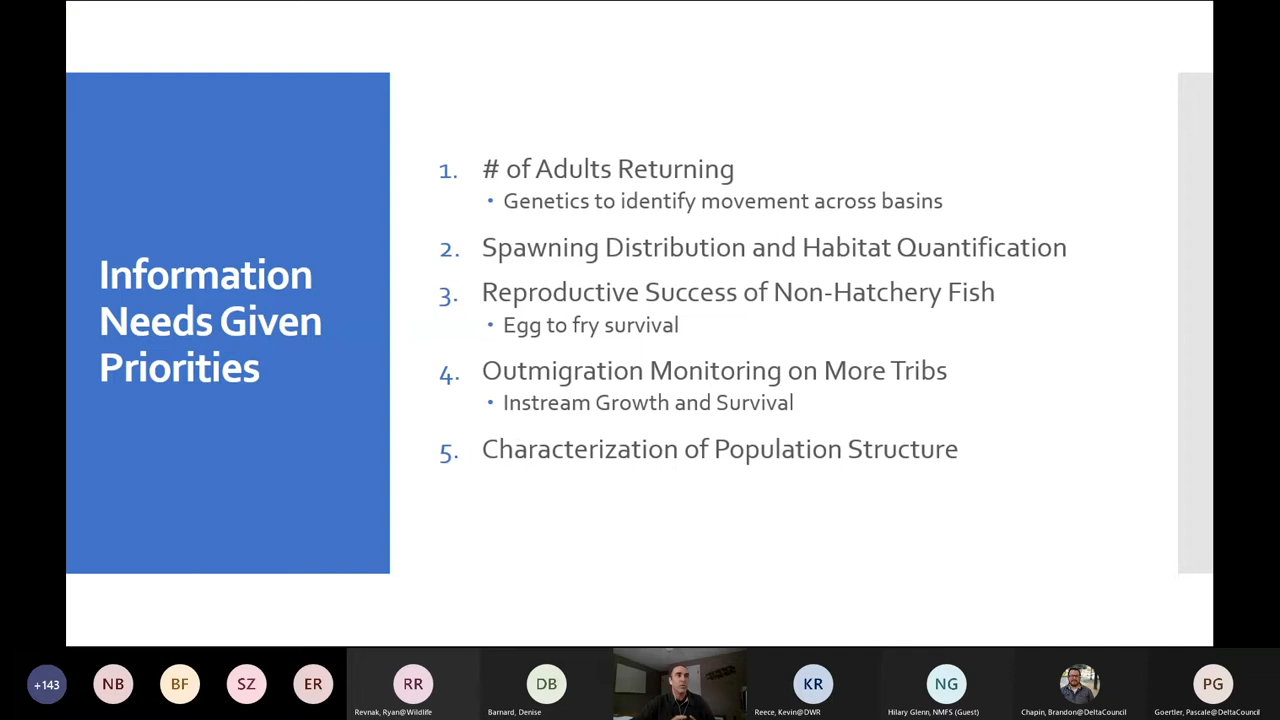 Information
Needs Given
Priorities
1. # of Adults Returning
• Genetics to identify movement across basins
2. Spawning Distribution and Habitat Quantification
3. Reproductive Success of Non-Hatchery Fish
• Egg to fry survival
4. Outmigration Monitoring on More Tribs
• Instream Growth and Survival
5. Characterization of Population Structure
+143 NB BF SZ ER RR DB KR NG PG
Revnak, Ryan@Wildlife Barnard, Denise Reece, Kevin@DWR Hilary Glenn, NMFS (Guest) Chapin, Brandon@DeltaCouncil Goertler, Pascale@DeltaCouncil